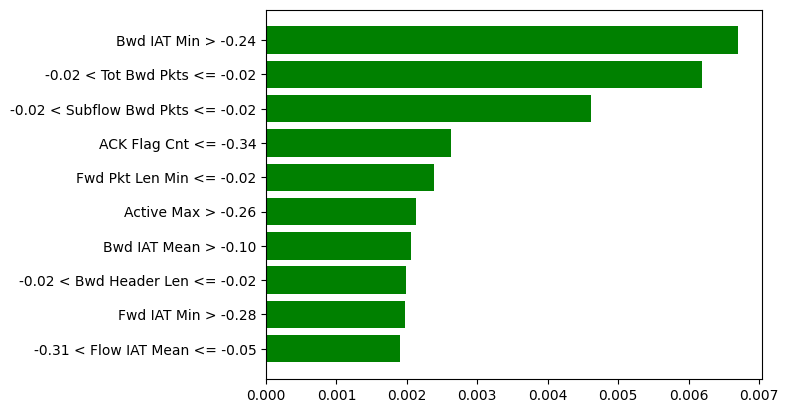 Bwd IAT Min > -0.24
-0.02 < Tot Bwd Pkts <= -0.02
-0.02 < Subflow Bwd Pkts <= -0.02
ACK Flag Cnt <= -0.34
Fwd Pkt Len Min <= -0.02
Active Max > -0.26
Bwd IAT Mean > -0.10
-0.02 < Bwd Header Len <= -0.02
Fwd IAT Min > -0.28
-0.31 < Flow IAT Mean <= -0.05
0.000 0.001 0.002 0.003 0.004 0.005 0.006 0.007